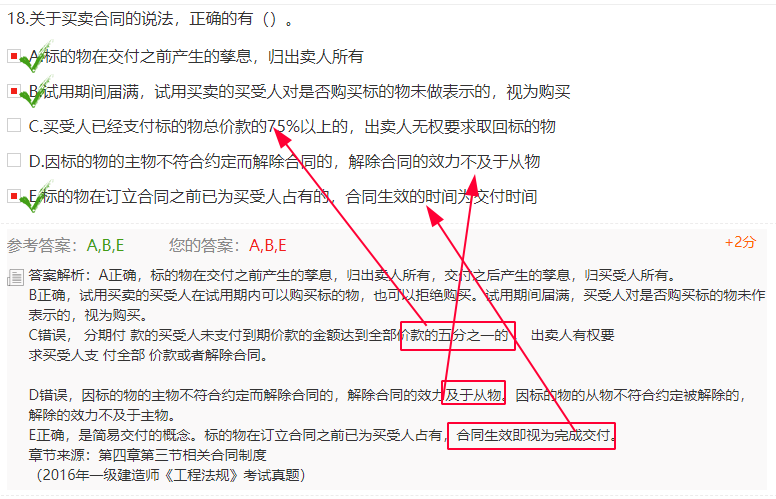 18.关于买卖合同的说法，正确的有（）。
A.标的物在交付之前产生的孳息，归出卖人所有
B.试用期间届满，试用买卖的买受人对是否购买标的物未做表示的，视为购买
C.买受人已经支付标的物总价款的75%以上的，出卖人无权要求取回标的物
D.因标的物的主物不符合约定而解除合同的，解除合同的效力不及于从物
E.标的物在订立合同之前已为买受人占有的，合同生效的时间为交付时间
参考答案：A,B,E 您的答案：A,B,E +2分
答案解析：A正确，标的物在交付之前产生的孳息，归出卖人所有，交付之后产生的孳息，归买受人所有。
B正确，试用买卖的买受人在试用期内可以购买标的物，也可以拒绝购买。试用期间届满，买受人对是否购买标的物未作
表示的，视为购买。
C错误， 分期付 款的买受人未支付到期价款的金额达到全部价款的五分之一的 出卖人有权要
求买受人支 付全部 价款或者解除合同。
D错误，因标的物的主物不符合约定而解除合同的，解除合同的效力及于从物。因标的物的从物不符合约定被解除的，
解除的效力不及于主物。
E正确，是简易交付的概念。标的物在订立合同之前已为买受人占有，合同生效即视为完成交付。
章节来源：第四章第三节相关合同制度
（2016年一级建造师《工程法规》考试真题）